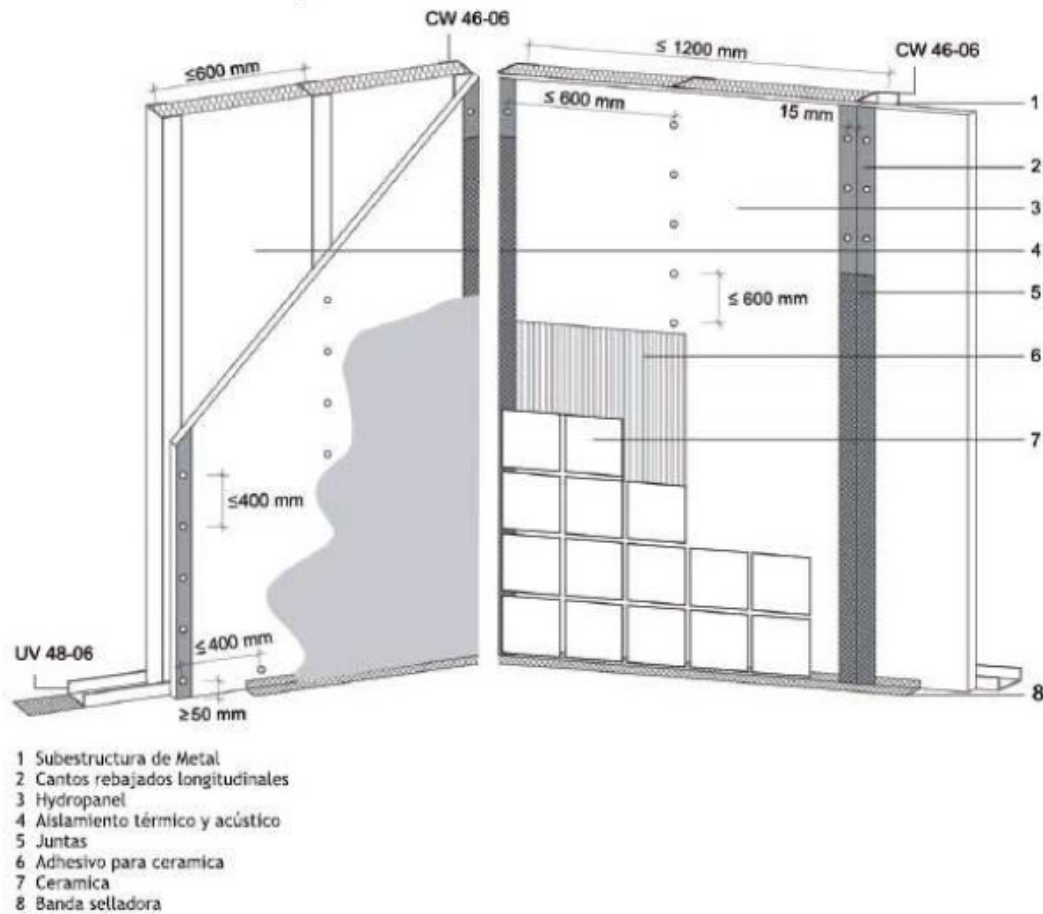 CW 46-06
≤600 mm
≤ 1200 mm
CW 46-06
≤ 600 mm
15 mm
1
2
3
4
≤ 600 mm
5
6
7
≤400 mm
≤400 mm
UV 48-06
≥50 mm
8
1 Subestructura de Metal
2 Cantos rebajados longitudinales
3 Hydropanel
4 Aislamiento térmico y acústico
5 Juntas
6 Adhesivo para ceramica
7 Ceramica
8 Banda selladora